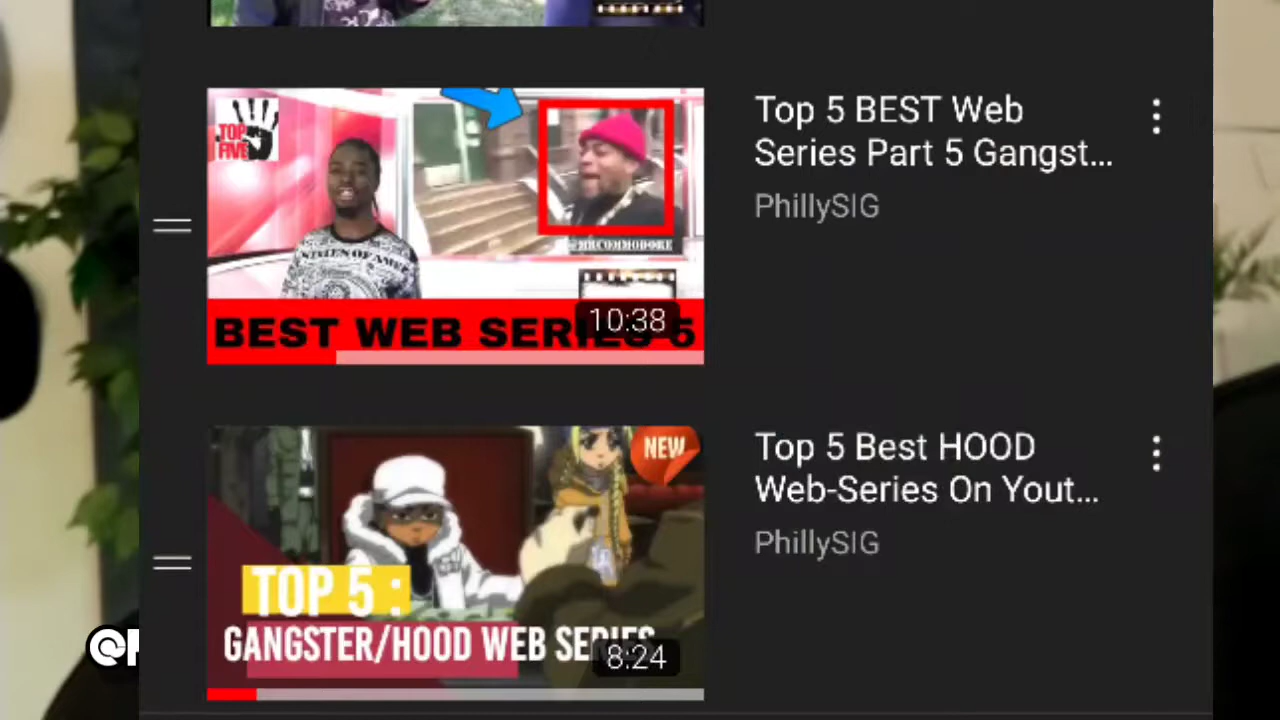 TOP
FIVE
@MRCOMMODORE
BEST WEB SERIES 5
10:38
Top 5 BEST Web
Series Part 5 Gangst...
PhillySIG
NEW
TOP 5 :
GANGSTER/HOOD WEB SERIES
8:24
Top 5 Best HOOD
Web-Series On Yout...
PhillySIG